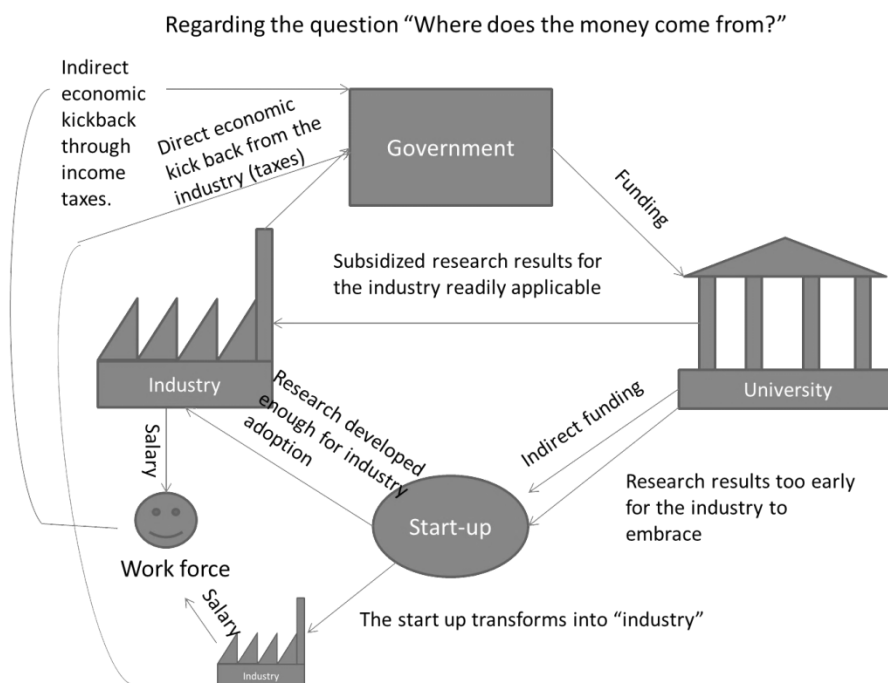 Regarding the question “Where does the money come from?”
Indirect
economic
kickback
through
income
taxes.
Direct economic
kick back from the
industry (taxes)
Government
Funding
Subsidized research results for
the industry readily applicable
Industry
University
Research developed
enough for industry
adoption
Indirect funding
Salary
Research results too early
for the industry to
embrace
Start-up
Work force
Salary
The start up transforms into “industry”
Industry